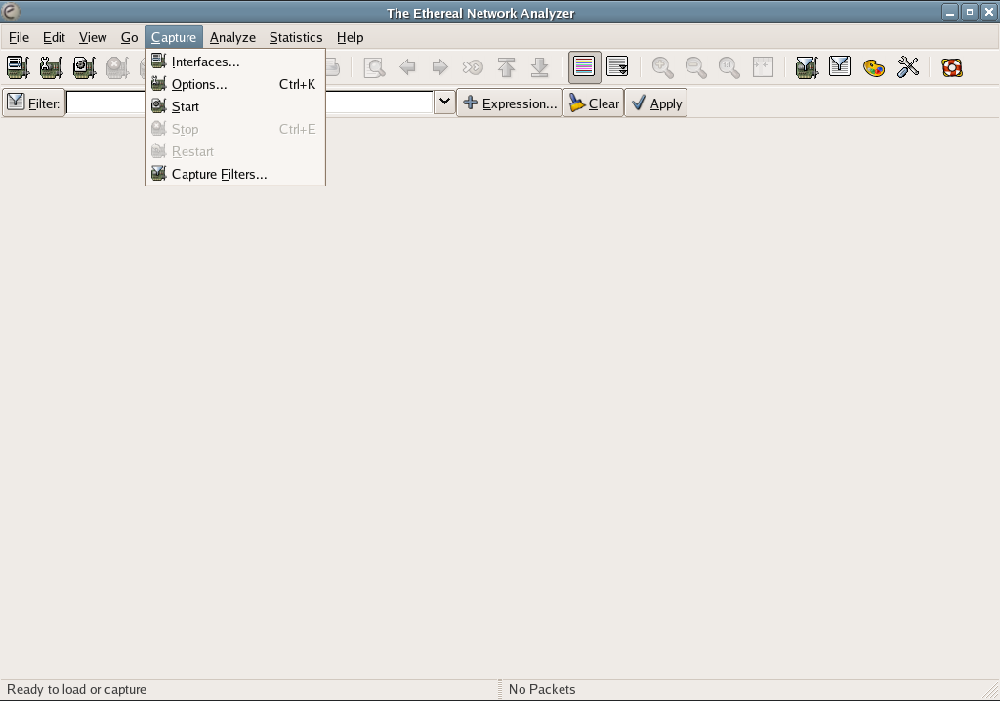 The Ethereal Network Analyzer
File Edit View Go Capture Analyze Statistics Help
Interfaces...
Options... Ctrl+K
Start
Stop Ctrl+E
Restart
Capture Filters...
Filter: Expression... Clear Apply
Ready to load or capture No Packets